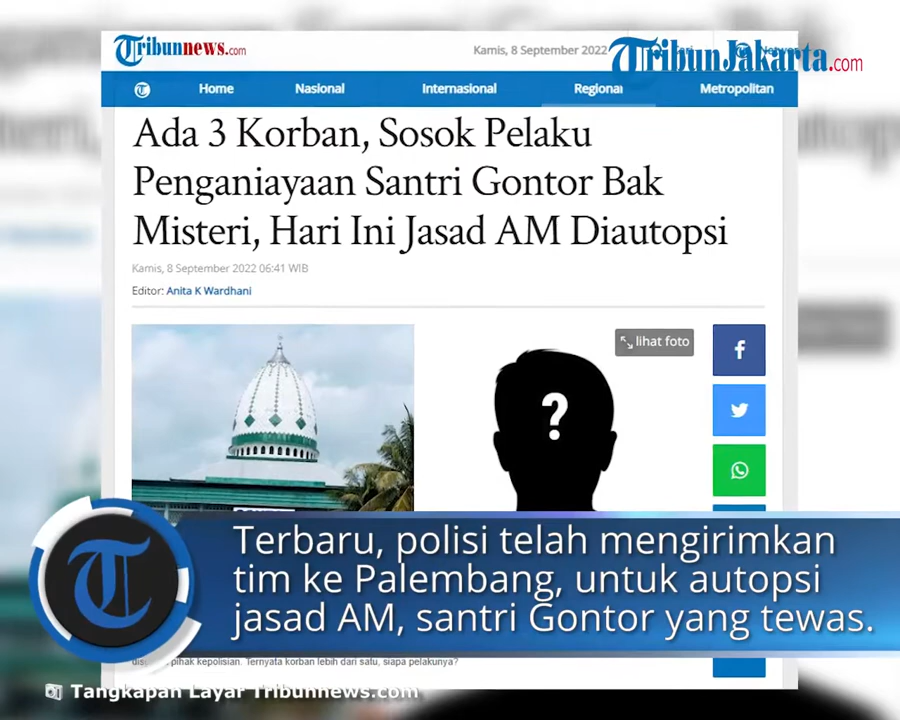 Tribunnews.com
Kamis, 8 September 2022
TribunJakarta.com
Home Nasional Internasional Regional Metropolitan
Ada 3 Korban, Sosok Pelaku
Penganiayaan Santri Gontor Bak
Misteri, Hari Ini Jasad AM Diautopsi
Kamis, 8 September 2022 06:41 WIB
Editor: Anita K Wardhani
lihat foto
?
Terbaru, polisi telah mengirimkan
tim ke Palembang, untuk autopsi
jasad AM, santri Gontor yang tewas.
pihak kepolisian. Ternyata korban lebih dari satu, siapa pelakunya?
Tangkapan Layar Tribunnews.com